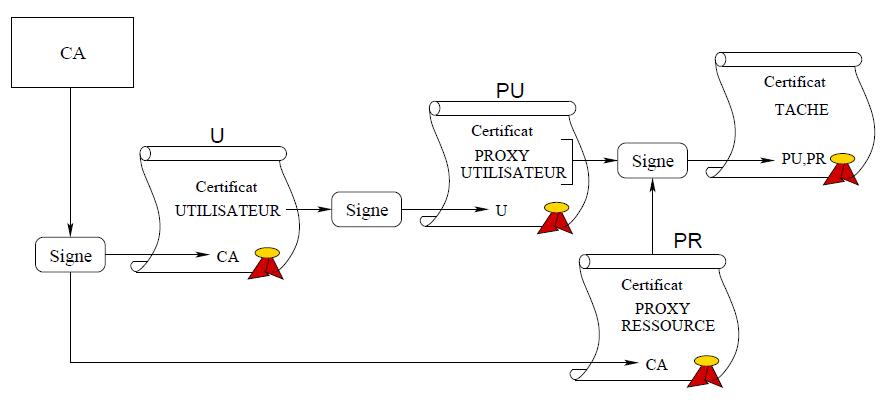 CA
Signe
U
Certificat
UTILISATEUR
CA
Signe
PU
Certificat
PROXY
UTILISATEUR
U
Signe
Certificat
TACHE
PU,PR
PR
Certificat
PROXY
RESSOURCE
CA